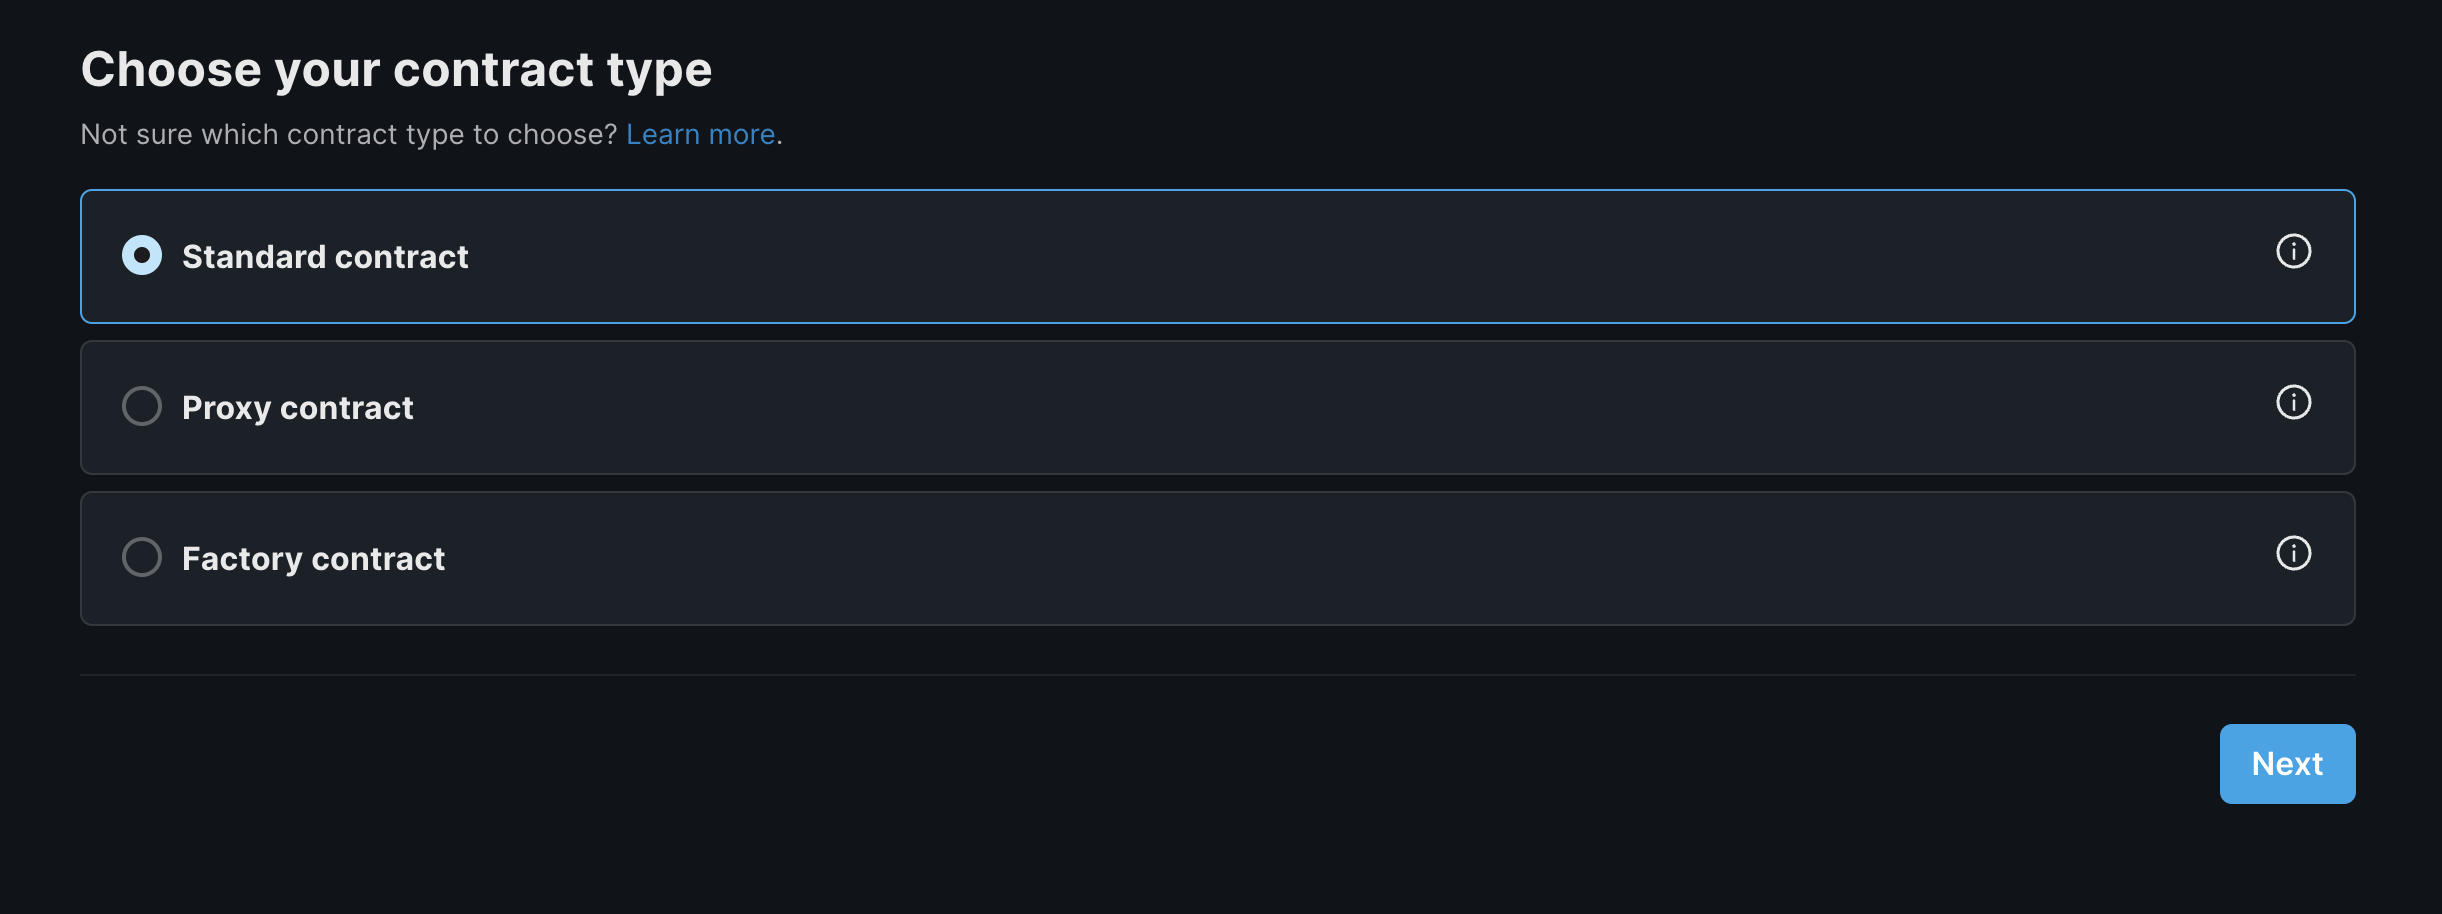 Choose your contract type
Not sure which contract type to choose? Learn more.
Standard contract
Proxy contract
Factory contract
Next